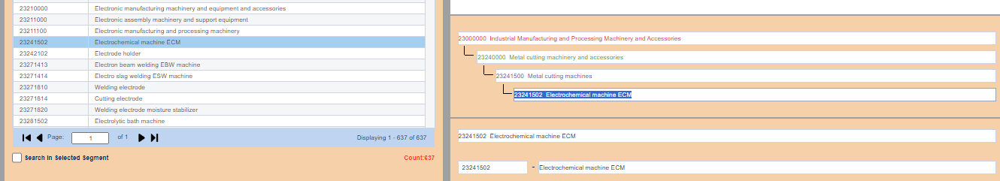 23210000 Electronic manufacturing machinery and equipment and accessories
23211000 Electronic assembly machinery and support equipment
23211100 Electronic manufacturing and processing machinery
23241502 Electrochemical machine ECM
23242102 Electrode holder
23271413 Electron beam welding EBW machine
23271414 Electro slag welding ESW machine
23271810 Welding electrode
23271814 Cutting electrode
23271820 Welding electrode moisture stabilizer
23281502 Electrolytic bath machine
Page: 1 of 1 Displaying 1 - 637 of 637
Search In Selected Segment Count:637
23000000 Industrial Manufacturing and Processing Machinery and Accessories
23240000 Metal cutting machinery and accessories
23241500 Metal cutting machines
23241502 Electrochemical machine ECM
23241502 Electrochemical machine ECM
23241502 - Electrochemical machine ECM